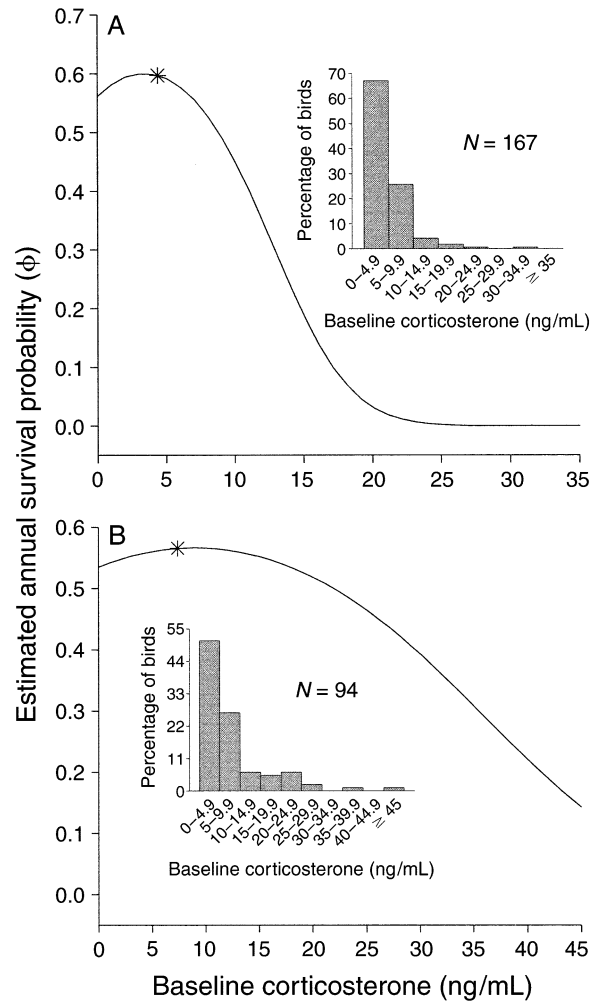 Estimated annual survival probability (ϕ)
A
0.7
0.6
0.5
0.4
0.3
0.2
0.1
0.0
0 5 10 15 20 25 30 35
Percentage of birds
70
60
50
40
30
20
10
0
N = 167
0–4.9 5–9.9 10–14.9 15–19.9 20–24.9 25–29.9 30–34.9 ≥ 35
Baseline corticosterone (ng/mL)
B
0.6
0.5
0.4
0.3
0.2
0.1
0.0
Percentage of birds
55
44
33
22
11
0
N = 94
0–4.9 5–9.9 10–14.9 15–19.9 20–24.9 25–29.9 30–34.9 35–39.9 40–44.9 ≥ 45
Baseline corticosterone (ng/mL)
0 5 10 15 20 25 30 35 40 45
Baseline corticosterone (ng/mL)